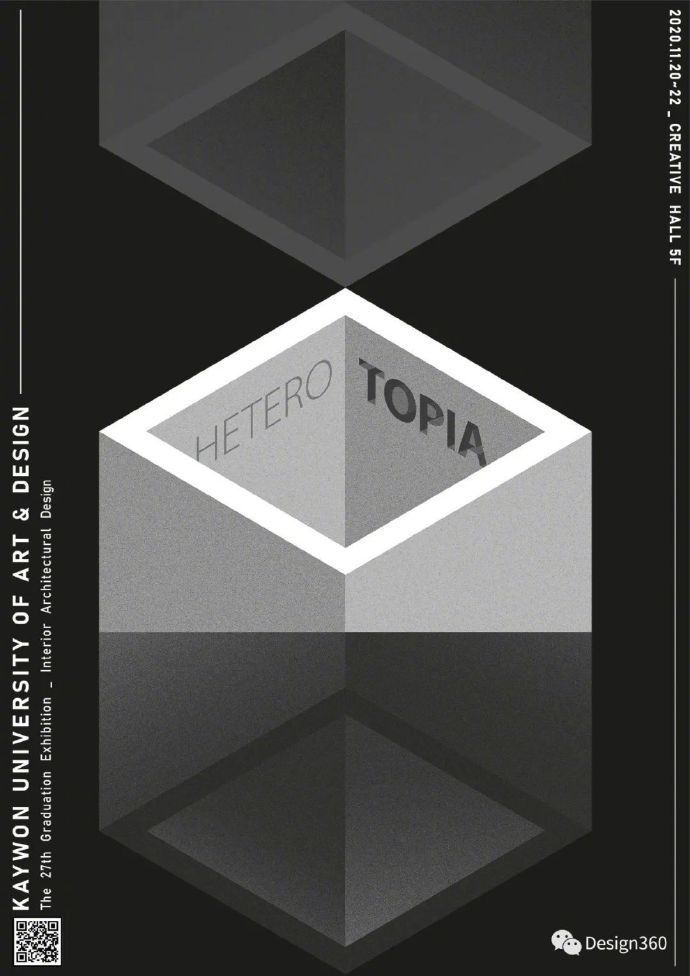 2020.11.20-22 _ CREATIVE HALL 5F
HETERO
TOPIA
KAYWON UNIVERSITY OF ART & DESIGN
The 27th Graduation Exhibition _ Interior Architectural Design
Design360